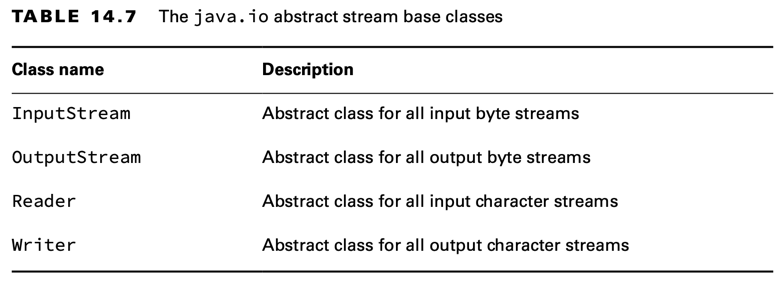 TABLE 14.7 The java.io abstract stream base classes
Class name Description
InputStream Abstract class for all input byte streams
OutputStream Abstract class for all output byte streams
Reader Abstract class for all input character streams
Writer Abstract class for all output character streams